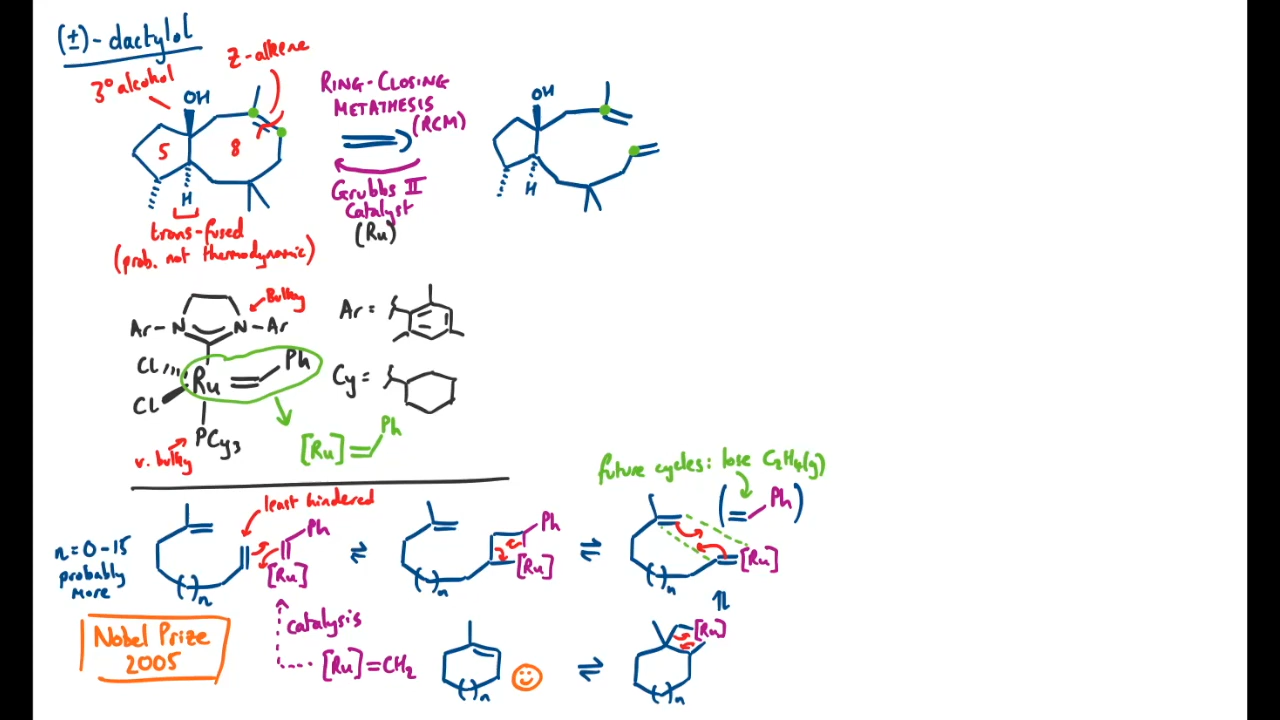 (±)-dactylol
Z-alkene
3° alcohol
OH
5
8
H
trans-fused
(prob. not thermodynamic)
RING-CLOSING
METATHESIS
(RCM)
Grubbs II
Catalyst
(Ru)
OH
H
Bulky
Ar-N
N-Ar
Cl
Ru
Ph
Cl
PCy3
v. bulky
Ar =
Cy =
[Ru]
Ph
future cycles: lose C2H4(g)
least hindered
n = 0-15
probably
more
( )n
Ph
[Ru]
⇌
( )n
Ph
[Ru]
⇌
( = Ph)
[Ru]
( )n
⇌
Nobel Prize
2005
catalysis
[Ru]=CH2
( )n
⇌
[Ru]
( )n